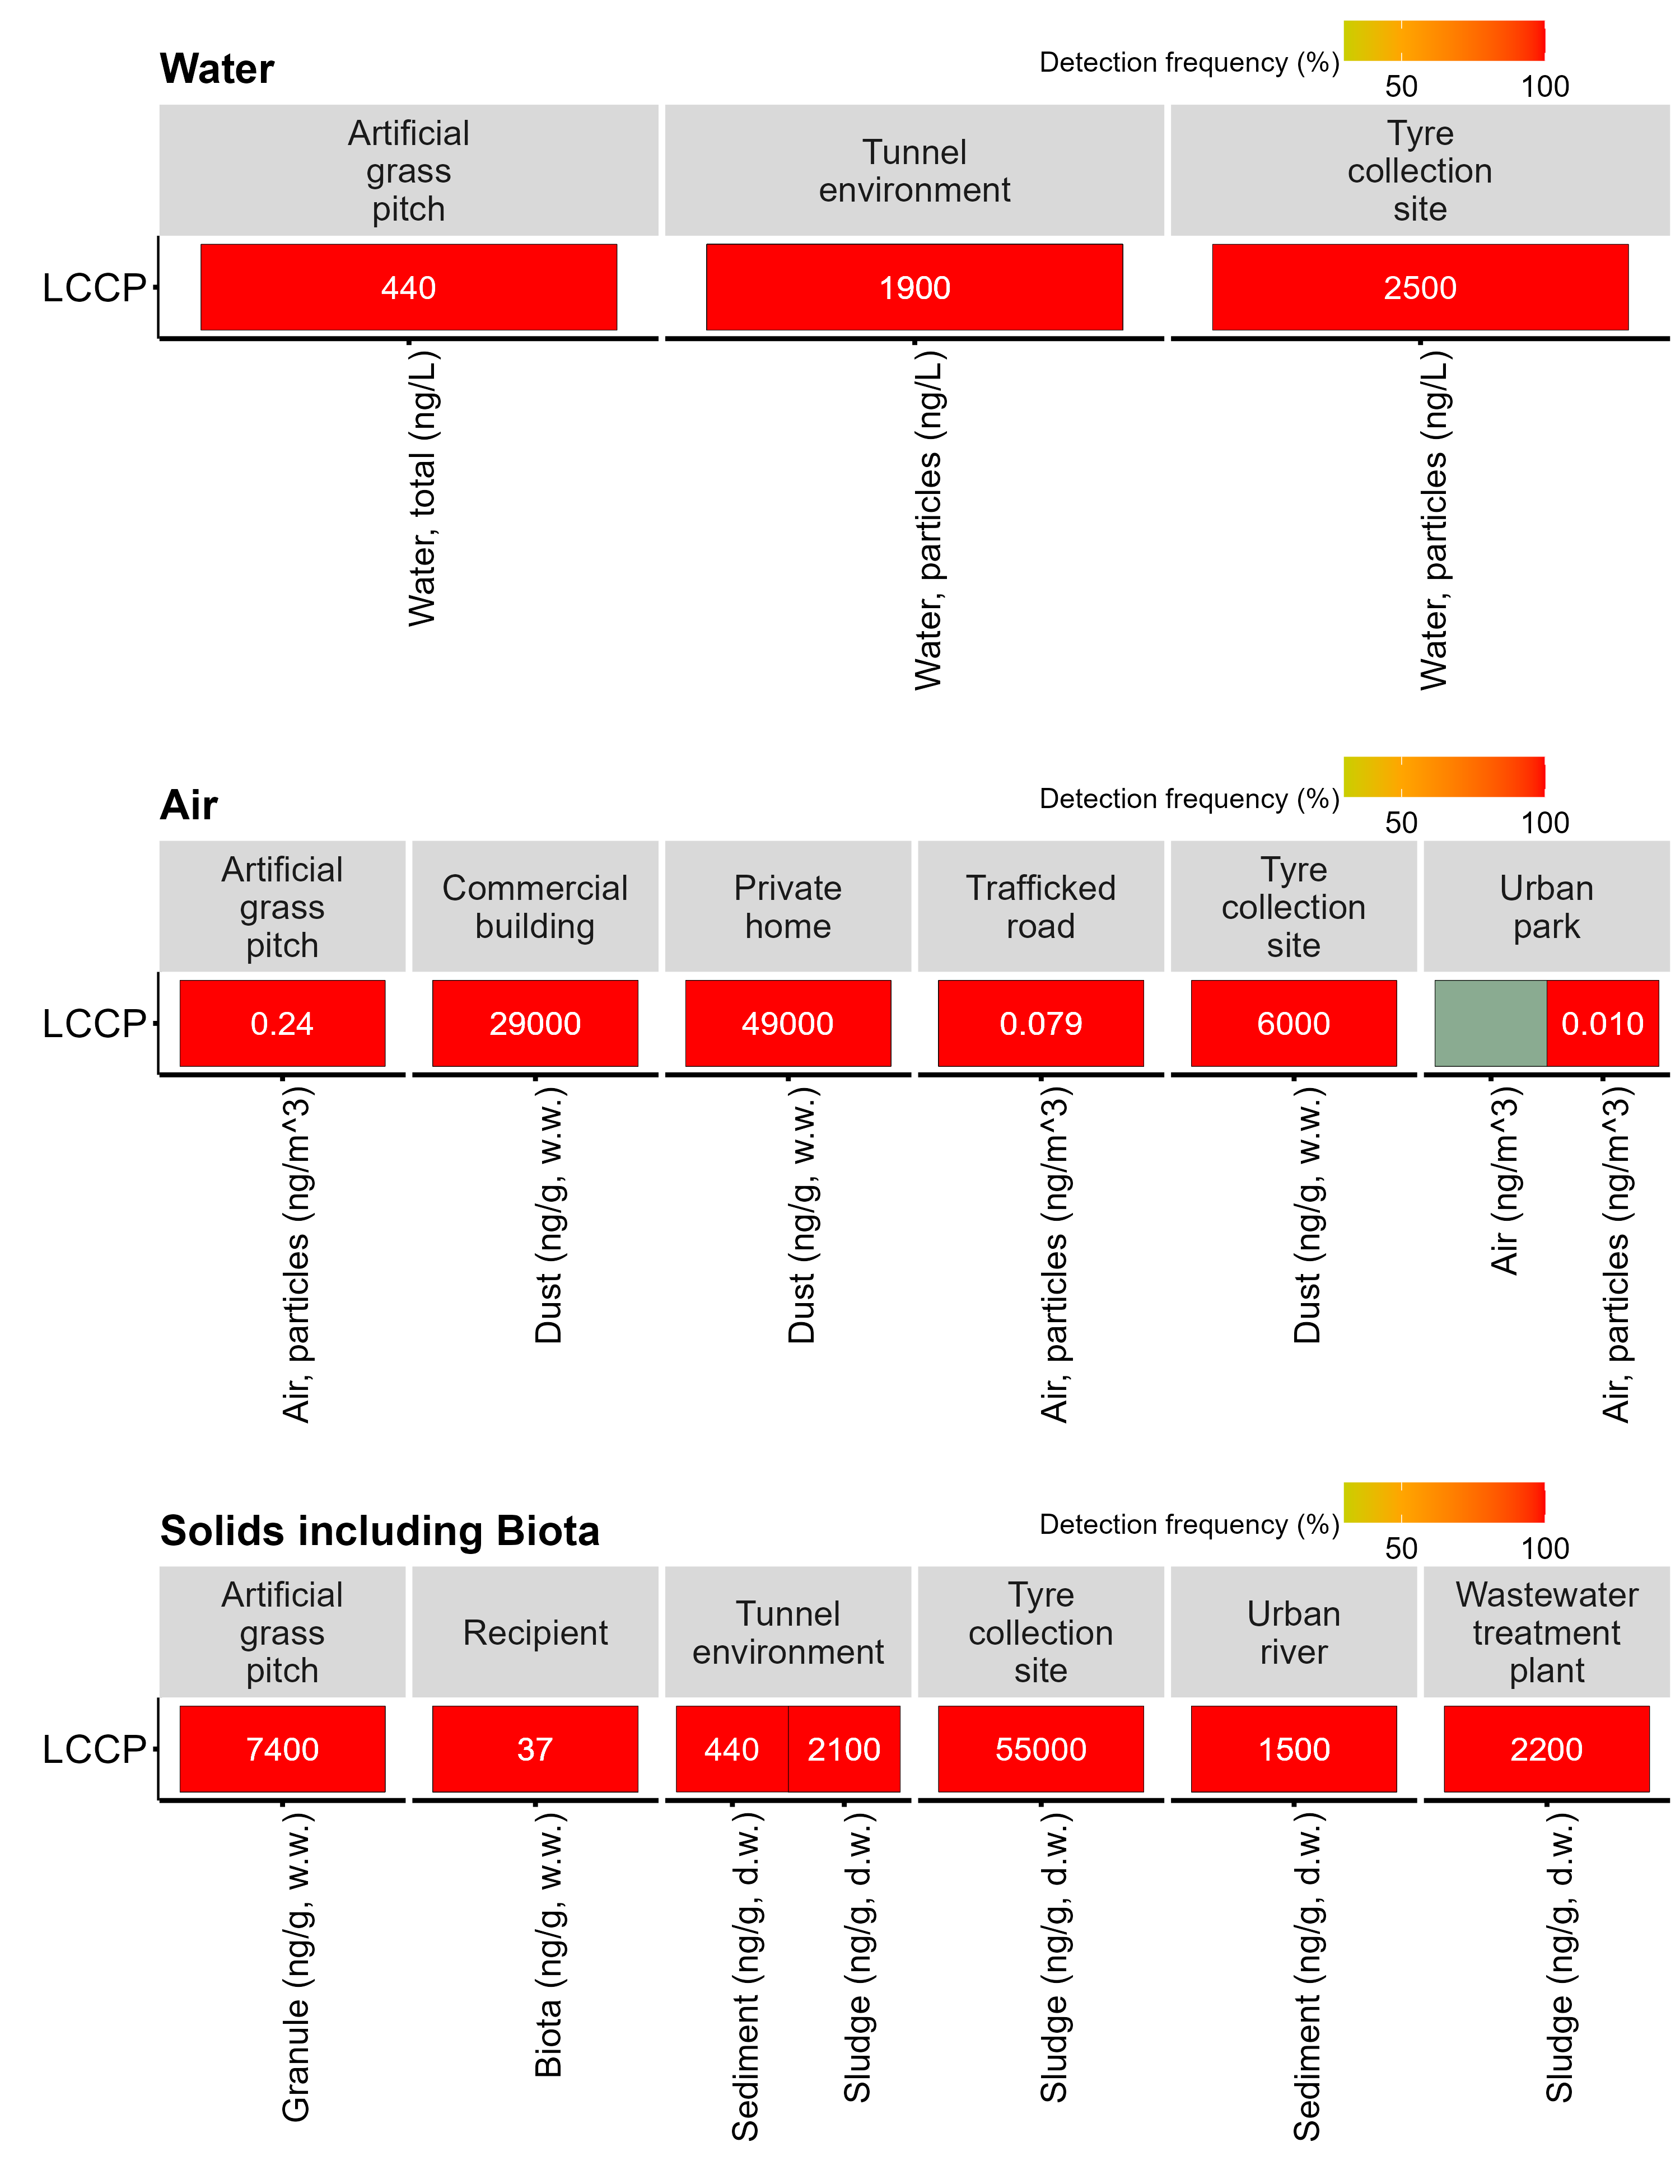 Water
Detection frequency (%)
50 100
Artificial
grass
pitch
Tunnel
environment
Tyre
collection
site
LCCP
440
1900
2500
Water, total (ng/L)
Water, particles (ng/L)
Water, particles (ng/L)
Air
Detection frequency (%)
50 100
Artificial
grass
pitch
Commercial
building
Private
home
Trafficked
road
Tyre
collection
site
Urban
park
LCCP
0.24
29000
49000
0.079
6000
0.010
Air, particles (ng/m^3)
Dust (ng/g, w.w.)
Dust (ng/g, w.w.)
Air, particles (ng/m^3)
Dust (ng/g, w.w.)
Air (ng/m^3)
Air, particles (ng/m^3)
Solids including Biota
Detection frequency (%)
50 100
Artificial
grass
pitch
Recipient
Tunnel
environment
Tyre
collection
site
Urban
river
Wastewater
treatment
plant
LCCP
7400
37
440
2100
55000
1500
2200
Granule (ng/g, w.w.)
Biota (ng/g, w.w.)
Sediment (ng/g, d.w.)
Sludge (ng/g, d.w.)
Sludge (ng/g, d.w.)
Sediment (ng/g, d.w.)
Sludge (ng/g, d.w.)